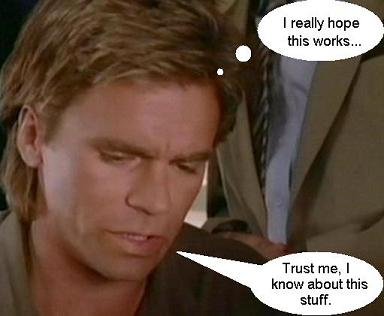 I really hope
this works...
Trust me, I
know about this
stuff.